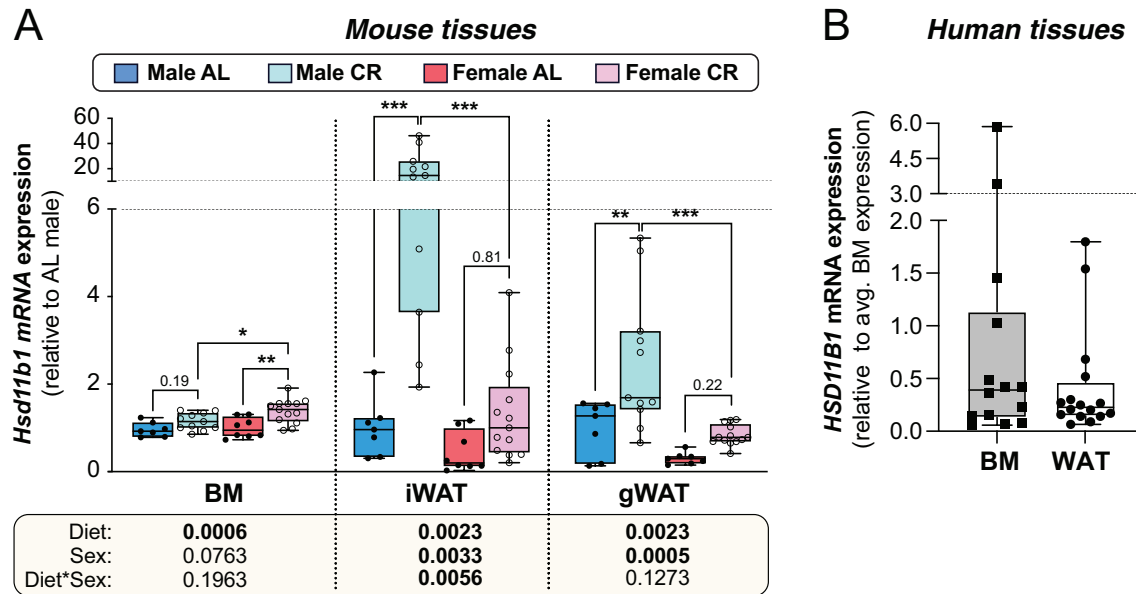 A
Mouse tissues
Male AL
Male CR
Female AL
Female CR
Hsd11b1 mRNA expression
(relative to AL male)
60
40
20
6
4
2
0
0.19
*
**
***
***
0.81
**
***
0.22
BM
iWAT
gWAT
Diet: 0.0006 0.0023 0.0023
Sex: 0.0763 0.0033 0.0005
Diet*Sex: 0.1963 0.0056 0.1273
B
Human tissues
HSD11B1 mRNA expression
(relative to avg. BM expression)
6.0
5.0
4.0
3.0
2.0
1.5
1.0
0.5
0.0
BM
WAT